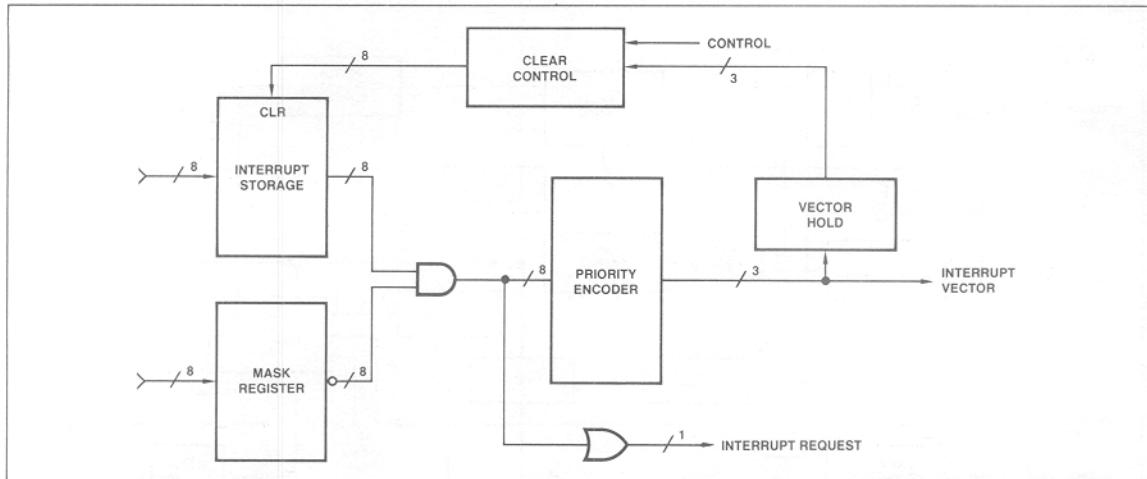 CONTROL
CLEAR
CONTROL
8
3
CLR
INTERRUPT
STORAGE
8
8
VECTOR
HOLD
PRIORITY
ENCODER
8
3
INTERRUPT
VECTOR
MASK
REGISTER
8
8
INTERRUPT REQUEST
1